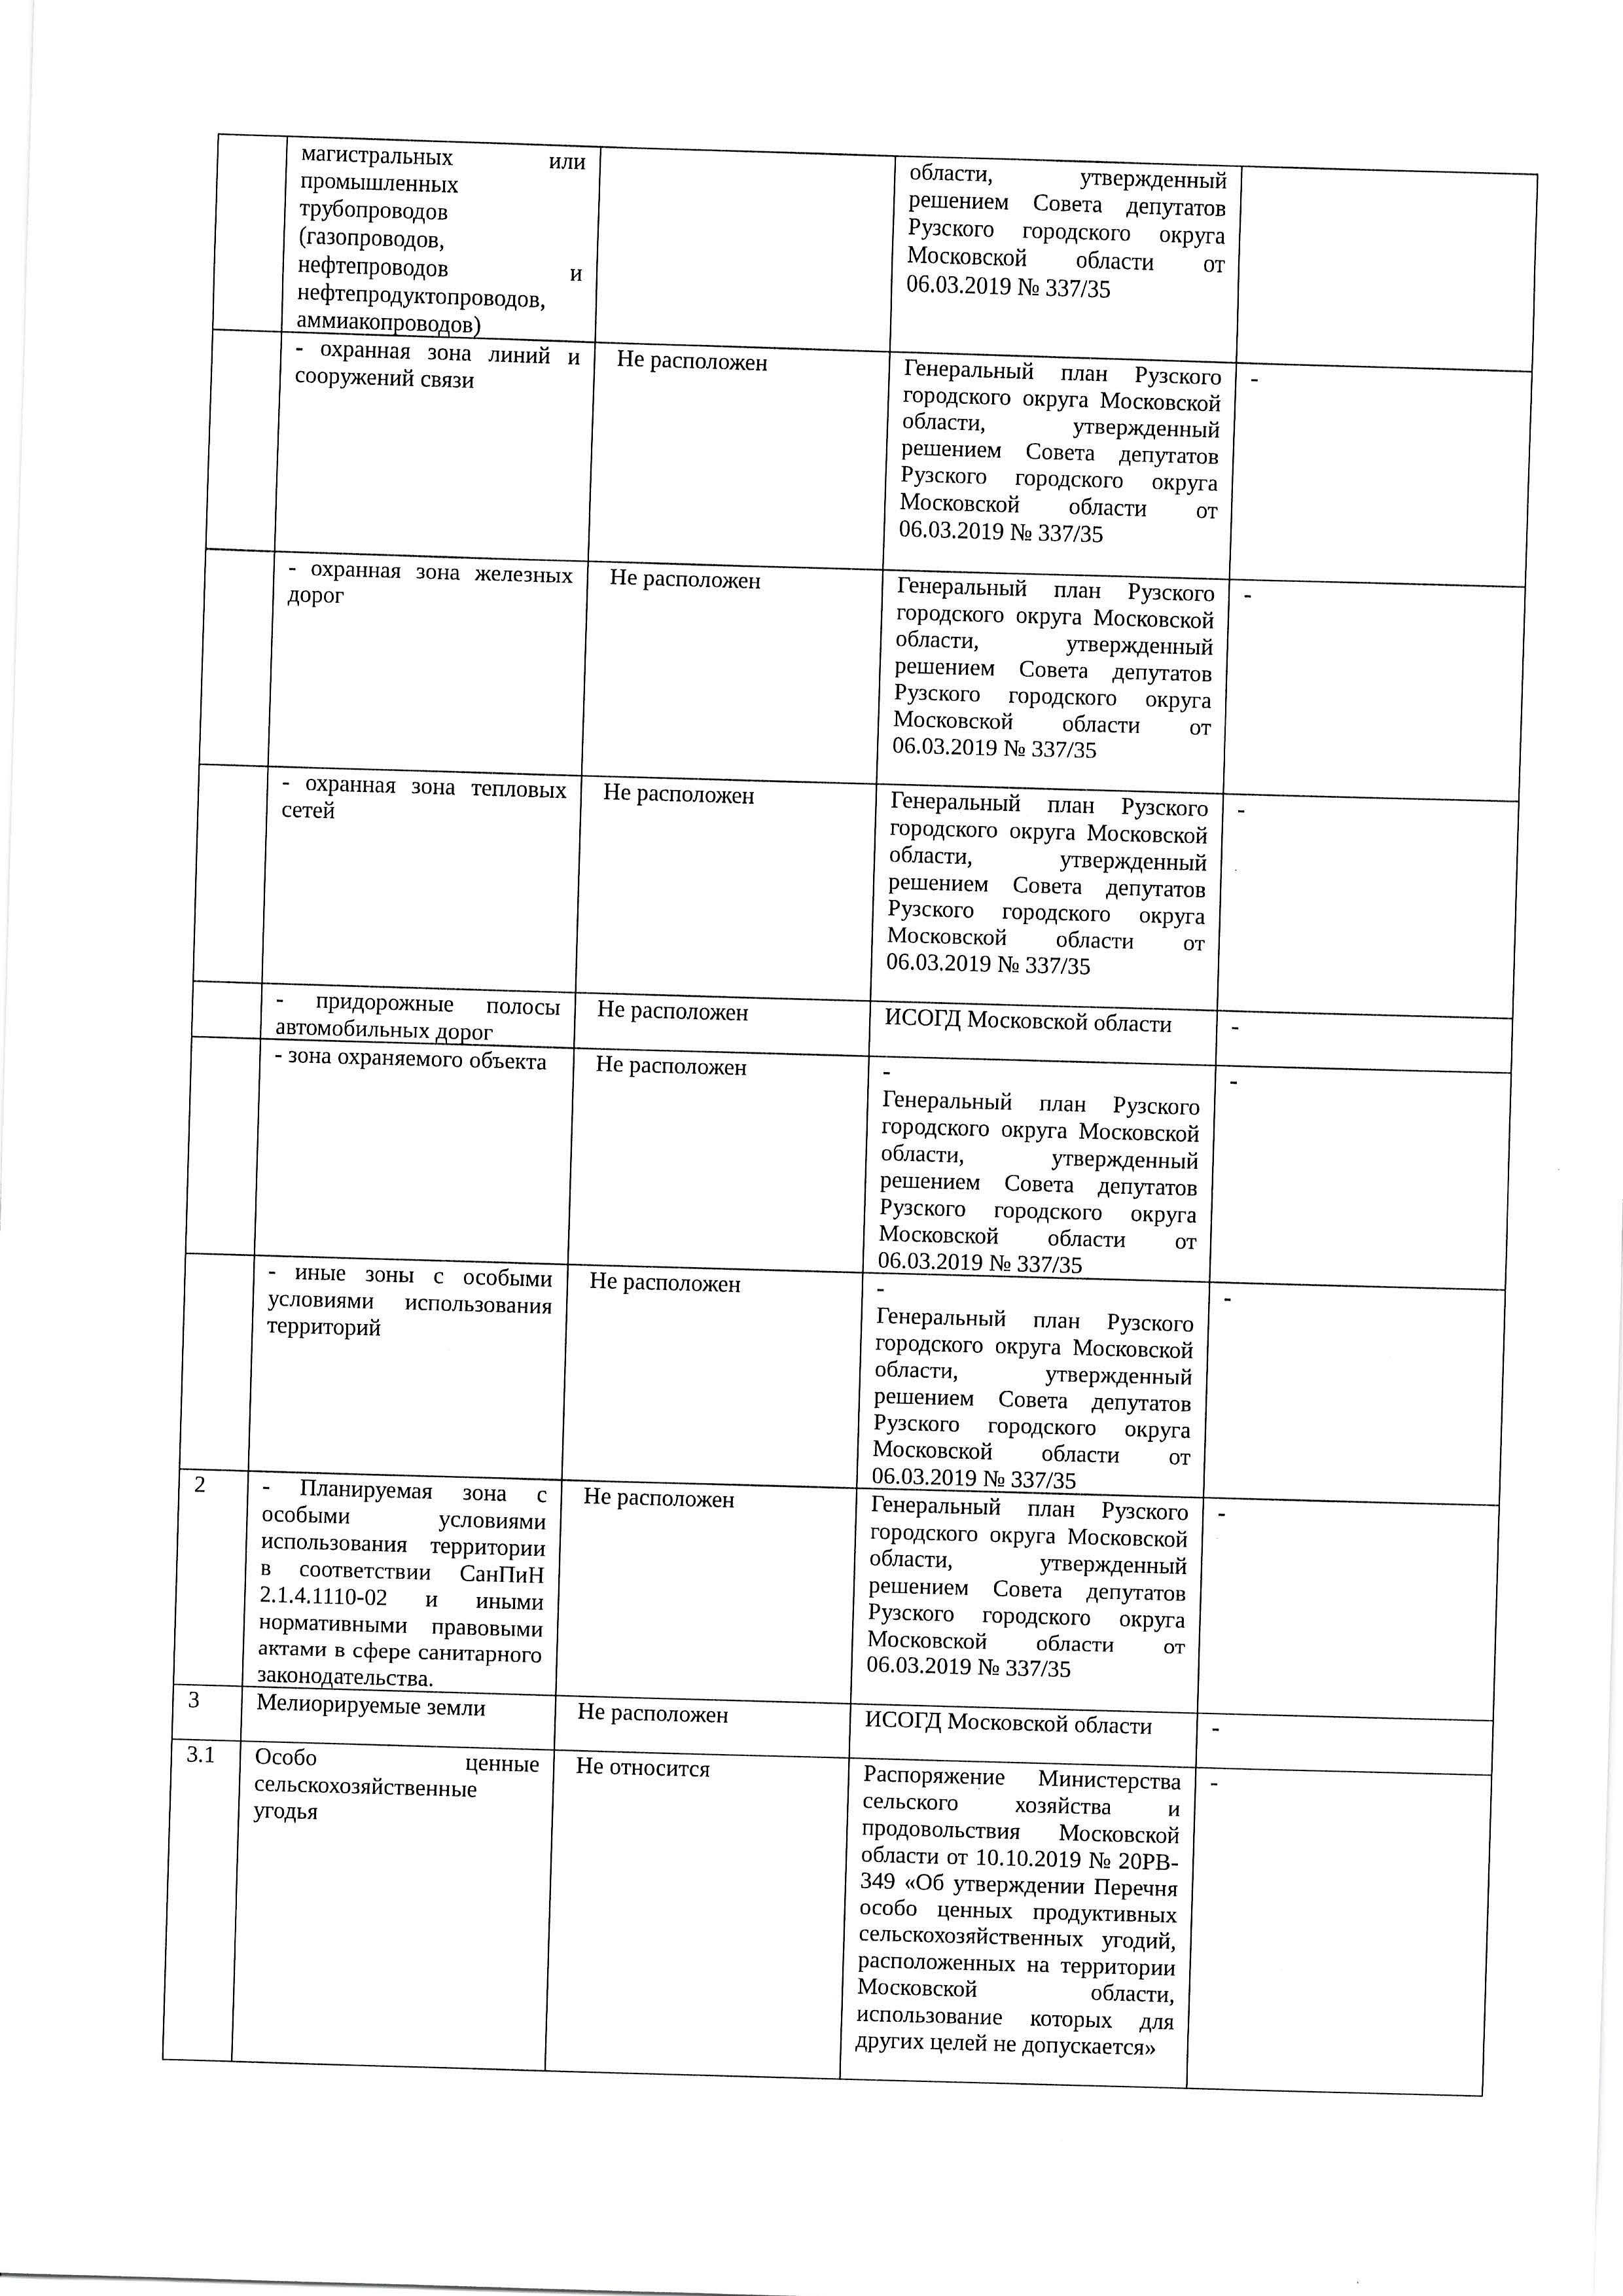 магистральных или
промышленных
трубопроводов
(газопроводов,
нефтепроводов и
нефтепродуктопроводов,
аммиакопроводов)
области, утвержденный
решением Совета депутатов
Рузского городского округа
Московской области от
06.03.2019 № 337/35
- охранная зона линий и
сооружений связи
Не расположен
Генеральный план Рузского
городского округа Московской
области, утвержденный
решением Совета депутатов
Рузского городского округа
Московской области от
06.03.2019 № 337/35
-
- охранная зона железных
дорог
Не расположен
Генеральный план Рузского
городского округа Московской
области, утвержденный
решением Совета депутатов
Рузского городского округа
Московской области от
06.03.2019 № 337/35
-
- охранная зона тепловых
сетей
Не расположен
Генеральный план Рузского
городского округа Московской
области, утвержденный
решением Совета депутатов
Рузского городского округа
Московской области от
06.03.2019 № 337/35
-
- придорожные полосы
автомобильных дорог
Не расположен
ИСОГД Московской области
-
- зона охраняемого объекта
Не расположен
-
Генеральный план Рузского
городского округа Московской
области, утвержденный
решением Совета депутатов
Рузского городского округа
Московской области от
06.03.2019 № 337/35
-
- иные зоны с особыми
условиями использования
территорий
Не расположен
-
Генеральный план Рузского
городского округа Московской
области, утвержденный
решением Совета депутатов
Рузского городского округа
Московской области от
06.03.2019 № 337/35
-
2
- Планируемая зона с
особыми условиями
использования территории
в соответствии СанПиН
2.1.4.1110-02 и иными
нормативными правовыми
актами в сфере санитарного
законодательства.
Не расположен
Генеральный план Рузского
городского округа Московской
области, утвержденный
решением Совета депутатов
Рузского городского округа
Московской области от
06.03.2019 № 337/35
-
3
Мелиорируемые земли
Не расположен
ИСОГД Московской области
-
3.1
Особо ценные
сельскохозяйственные
угодья
Не относится
Распоряжение Министерства
сельского хозяйства и
продовольствия Московской
области от 10.10.2019 № 20РВ-
349 «Об утверждении Перечня
особо ценных продуктивных
сельскохозяйственных угодий,
расположенных на территории
Московской области,
использование которых для
других целей не допускается»
-